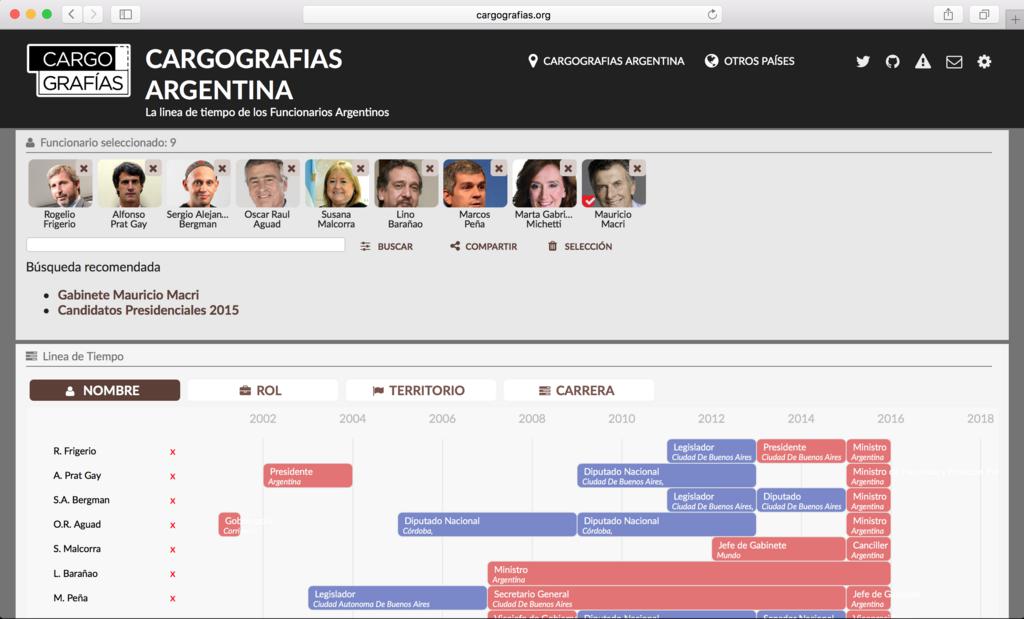 cargografias.org
CARGO
GRAFÍAS
CARGOGRAFIAS
ARGENTINA
La linea de tiempo de los Funcionarios Argentinos
CARGOGRAFIAS ARGENTINA
OTROS PAÍSES
Funcionario seleccionado: 9
Rogelio
Frigerio
Alfonso
Prat Gay
Sergio Alejan...
Bergman
Oscar Raul
Aguad
Susana
Malcorra
Lino
Barañao
Marcos
Peña
Marta Gabri...
Michetti
Mauricio
Macri
BUSCAR
COMPARTIR
SELECCIÓN
Búsqueda recomendada
Gabinete Mauricio Macri
Candidatos Presidenciales 2015
Linea de Tiempo
NOMBRE
ROL
TERRITORIO
CARRERA
2002 2004 2006 2008 2010 2012 2014 2016 2018
R. Frigerio x
Legislador
Ciudad De Buenos Aires
Presidente
Ciudad De Buenos Aires
Ministro
Argentina
A. Prat Gay x
Presidente
Argentina
Diputado Nacional
Ciudad De Buenos Aires,
Ministro
Argentina
S.A. Bergman x
Legislador
Ciudad De Buenos Aires,
Diputado
Ciudad De Buenos Aires,
Ministro
Argentina
O.R. Aguad x
Diputado Nacional
Córdoba,
Diputado Nacional
Córdoba,
Ministro
Argentina
S. Malcorra x
Jefe de Gabinete
Mundo
Canciller
Argentina
L. Barañao x
Ministro
Argentina
M. Peña x
Legislador
Ciudad Autonoma De Buenos Aires
Secretario General
Ciudad De Buenos Aires
Jefe de
Argentina